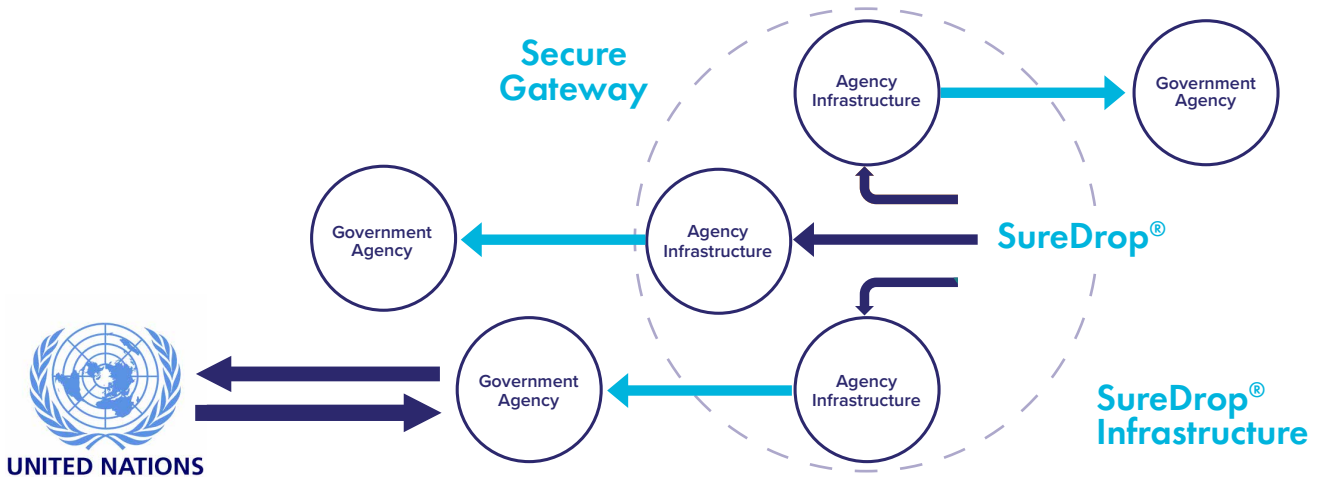 Secure
Gateway
Agency
Infrastructure
Government
Agency
Government
Agency
Agency
Infrastructure
SureDrop®
Government
Agency
Agency
Infrastructure
SureDrop®
Infrastructure
UNITED NATIONS